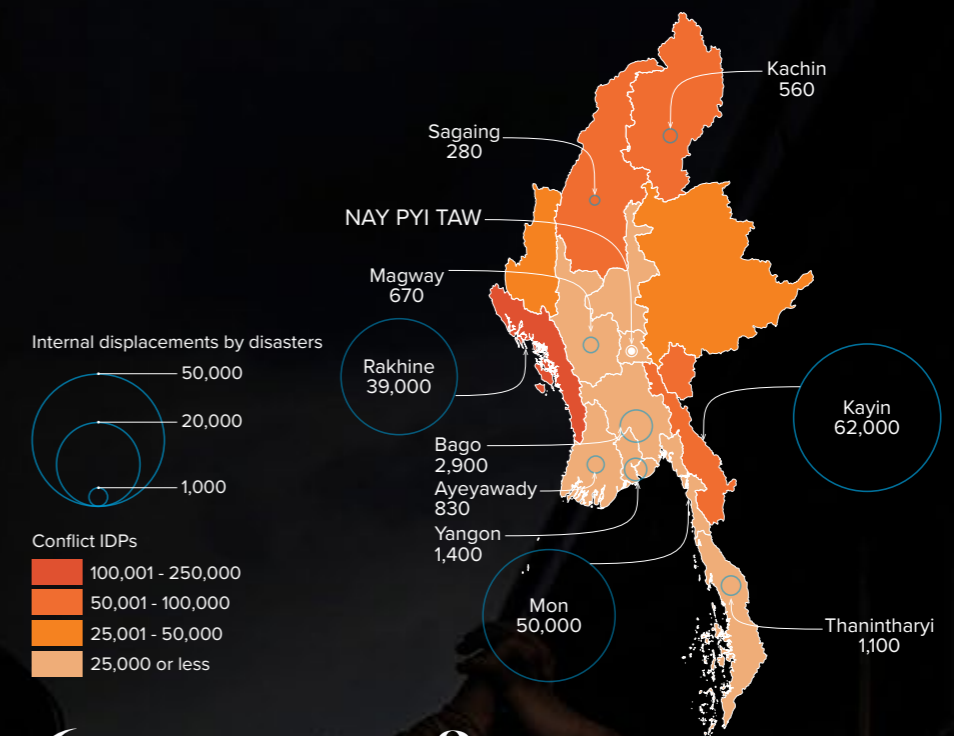 Kachin
560
Sagaing
280
NAY PYI TAW
Magway
670
Internal displacements by disasters
50,000
20,000
1,000
Rakhine
39,000
Kayin
62,000
Bago
2,900
Ayeyawady
830
Yangon
1,400
Conflict IDPs
100,001 - 250,000
50,001 - 100,000
25,001 - 50,000
25,000 or less
Mon
50,000
Thanintharyi
1,100